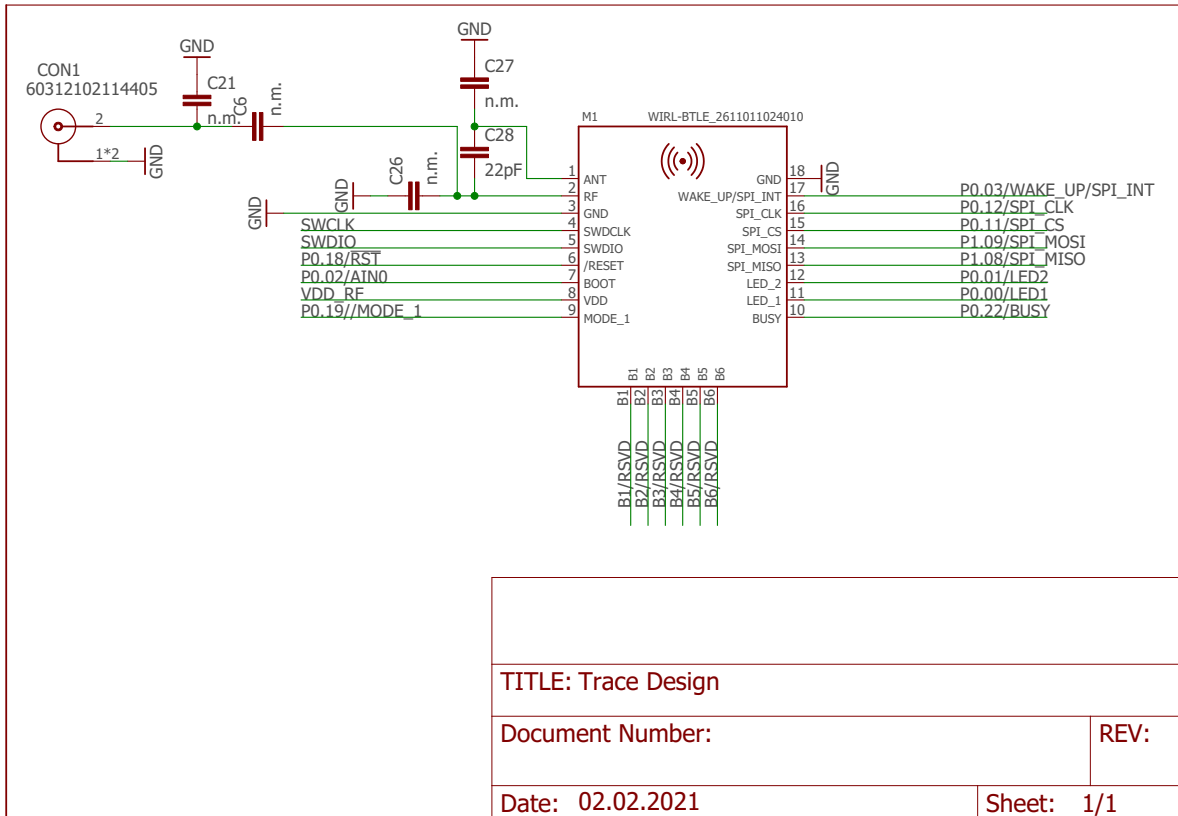 GND
GND
CON1
60312102114405
C21
n.m.
C6
n.m.
C27
n.m.
2
1*2
GND
C28
22pF
C26
n.m.
GND
GND
M1
WIRL-BTLE_2611011024010
1 ANT
2 RF
3 GND
SWCLK 4 SWDCLK
SWDIO 5 SWDIO
P0.18/RST 6 /RESET
P0.02/AIN0 7 BOOT
VDD_RF 8 VDD
P0.19//MODE_1 9 MODE_1
GND 18 GND
WAKE_UP/SPI_INT 17 P0.03/WAKE_UP/SPI_INT
SPI_CLK 16 P0.12/SPI_CLK
SPI_CS 15 P0.11/SPI_CS
SPI_MOSI 14 P1.09/SPI_MOSI
SPI_MISO 13 P1.08/SPI_MISO
LED_2 12 P0.01/LED2
LED_1 11 P0.00/LED1
BUSY 10 P0.22/BUSY
B1 B2 B3 B4 B5 B6
B1 B2 B3 B4 B5 B6
B1/RSVD
B2/RSVD
B3/RSVD
B4/RSVD
B5/RSVD
B6/RSVD
TITLE: Trace Design
Document Number:
REV:
Date: 02.02.2021
Sheet: 1/1